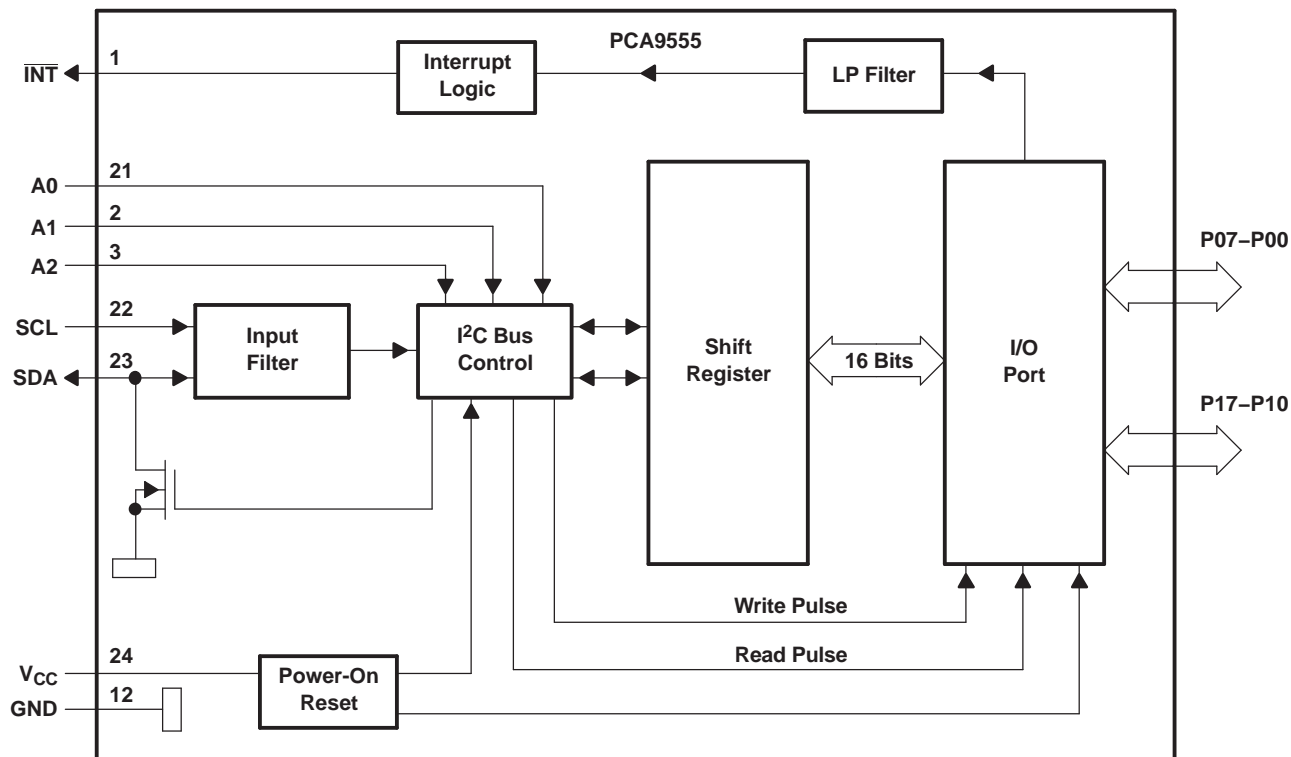 PCA9555
INT
1
Interrupt
Logic
LP Filter
A0
21
A1
2
A2
3
P07–P00
SCL
22
SDA
23
Input
Filter
I²C Bus
Control
Shift
Register
16 Bits
I/O
Port
P17–P10
Write Pulse
Read Pulse
VCC
24
GND
12
Power-On
Reset